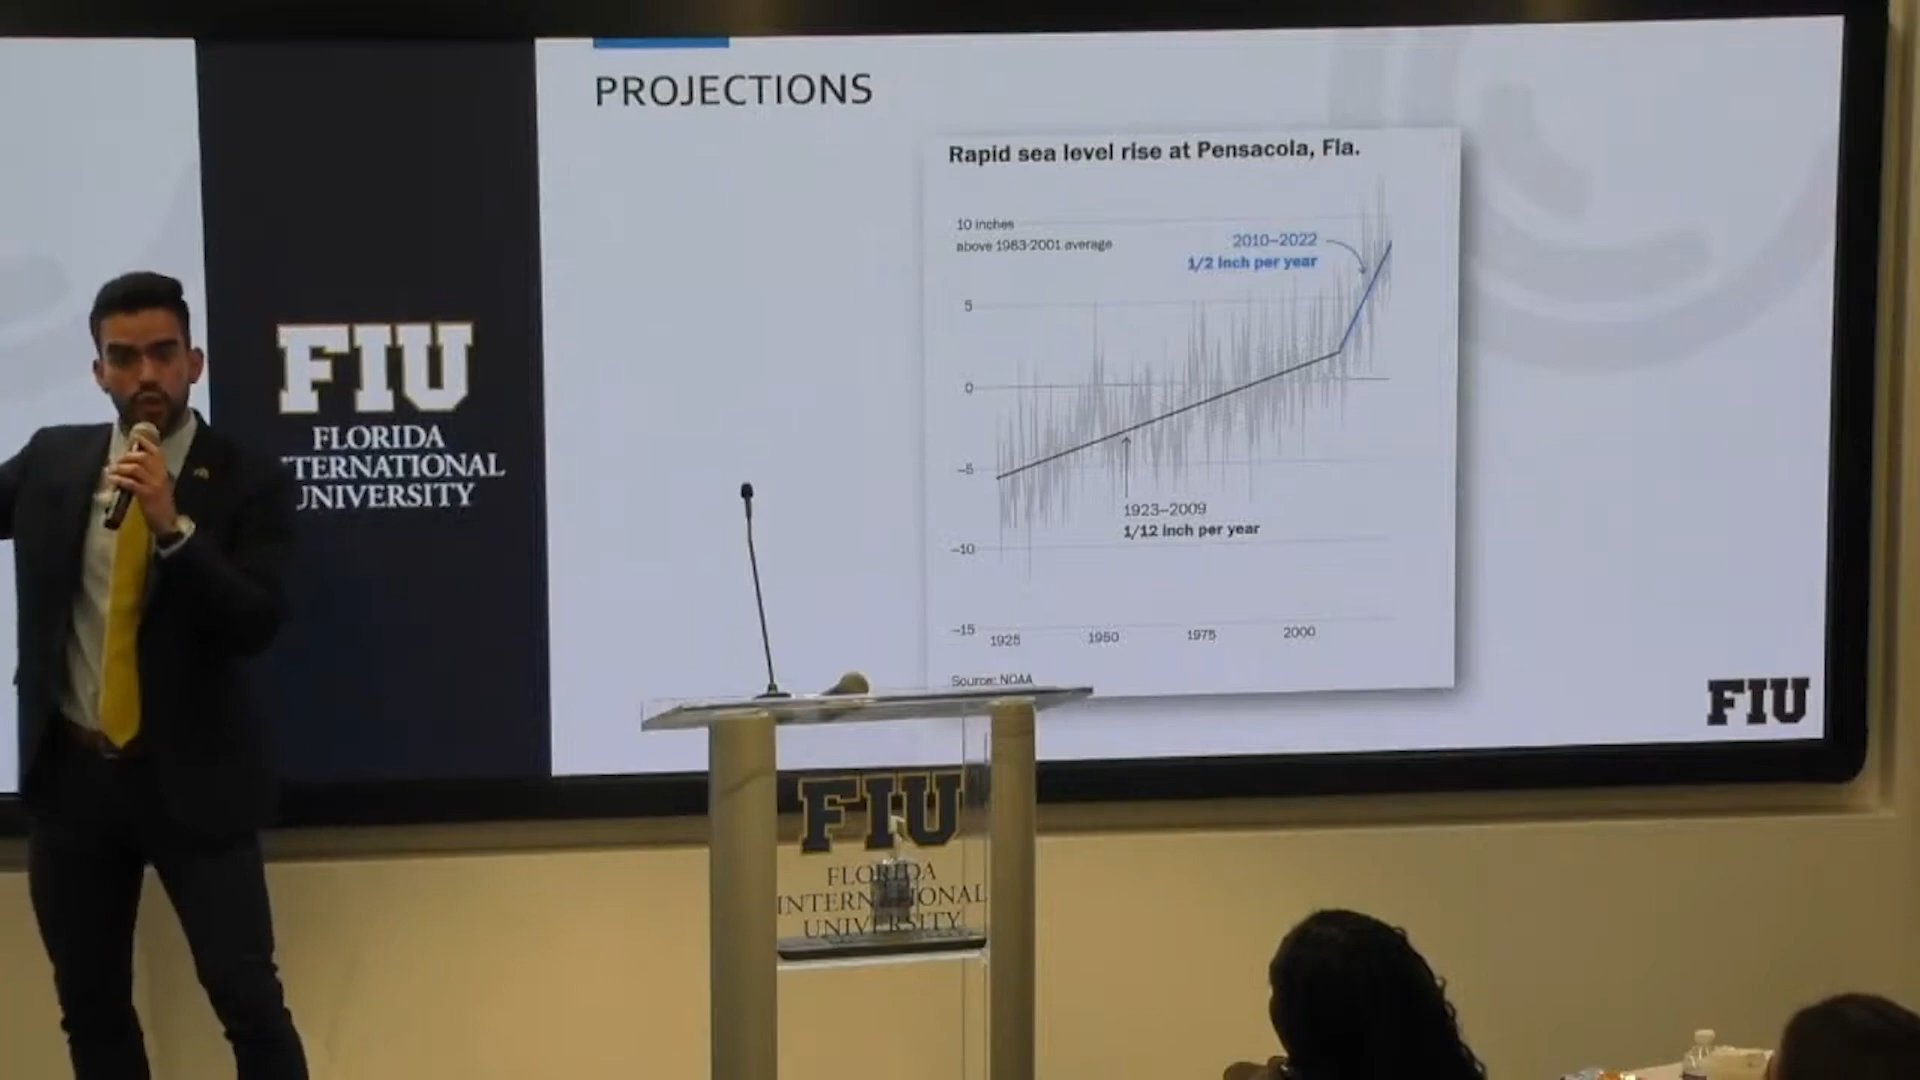 PROJECTIONS
Rapid sea level rise at Pensacola, Fla.
10 inches
above 1983-2001 average
2010–2022
1/2 inch per year
5
0
–5
1923–2009
1/12 inch per year
–10
–15
1925
1950
1975
2000
Source: NOAA
FIU
FIU
FLORIDA
TERNATIONAL
UNIVERSITY
FIU
FLORIDA
INTERNATIONAL
UNIVERSITY